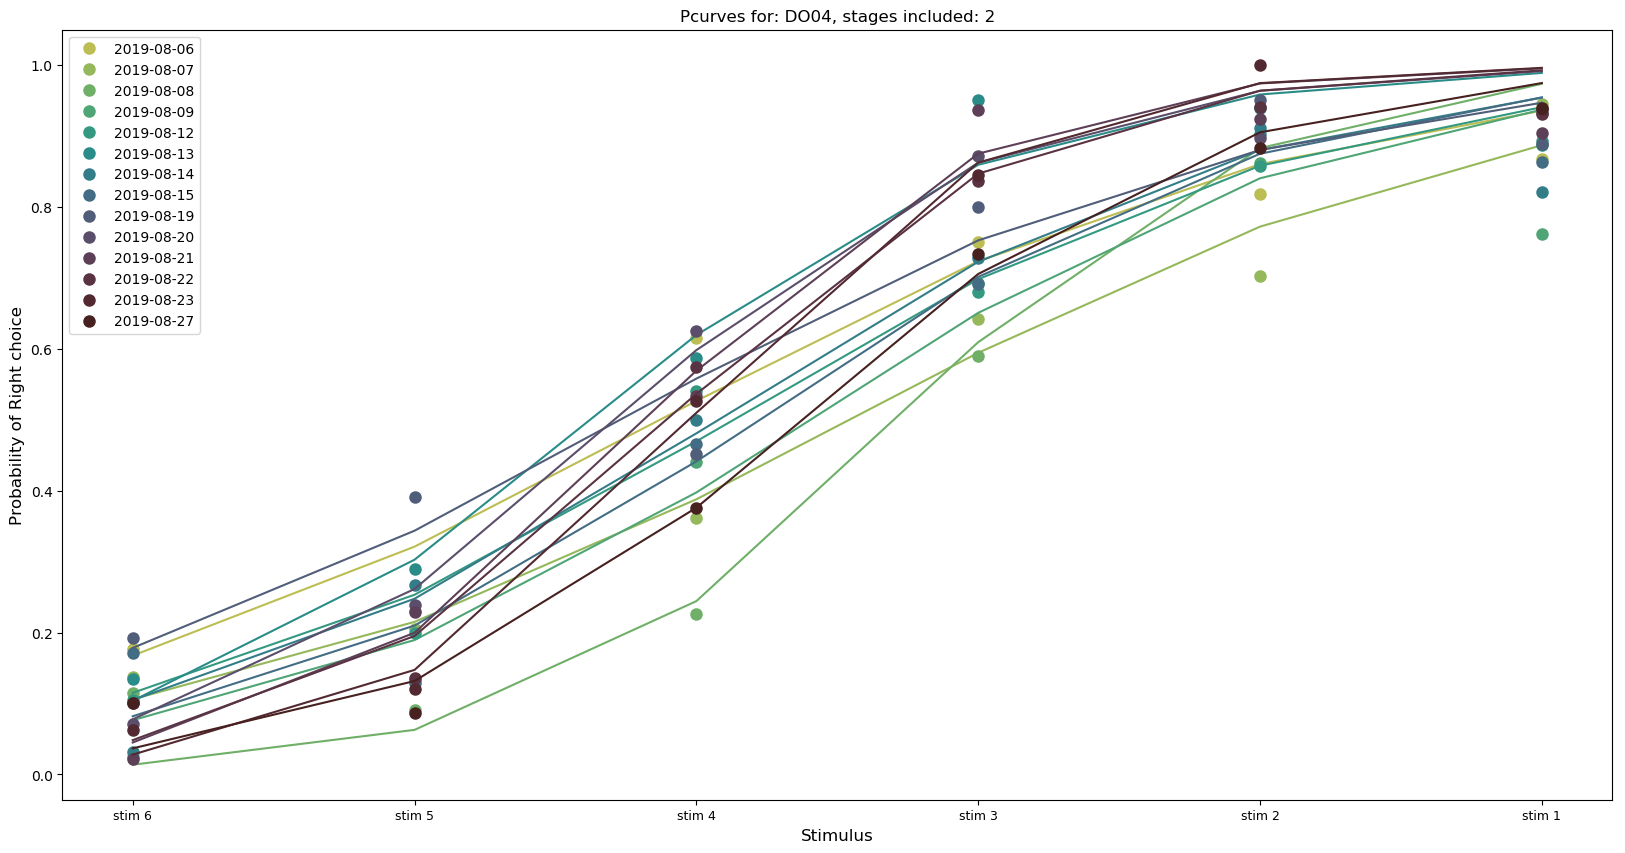 Pcurves for: DO04, stages included: 2
1.0
0.8
0.6
0.4
0.2
0.0
Probability of Right choice
2019-08-06
2019-08-07
2019-08-08
2019-08-09
2019-08-12
2019-08-13
2019-08-14
2019-08-15
2019-08-19
2019-08-20
2019-08-21
2019-08-22
2019-08-23
2019-08-27
stim 6
stim 5
stim 4
stim 3
stim 2
stim 1
Stimulus